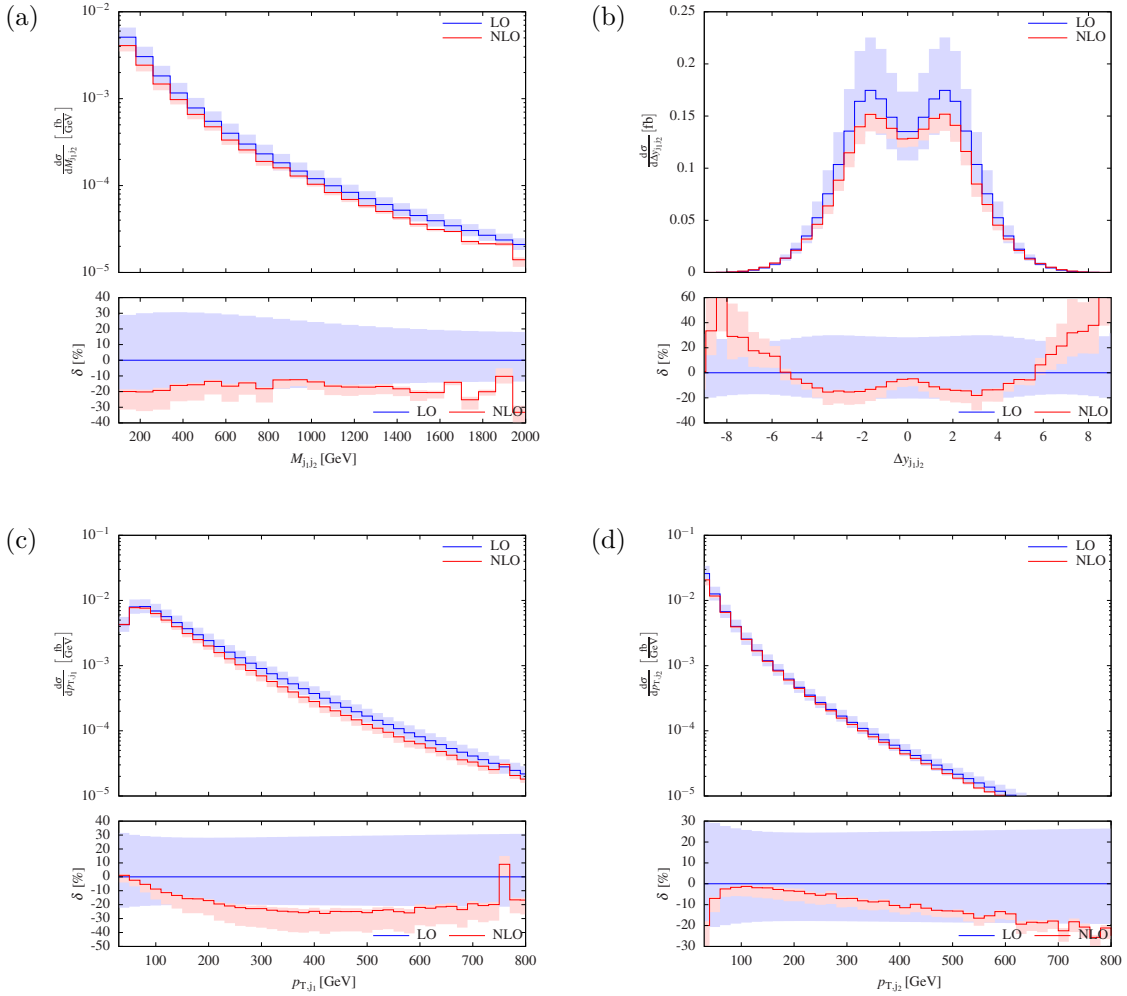 (a)
10⁻²
10⁻³
10⁻⁴
10⁻⁵
dσ/dM_{j₁j₂} [fb/GeV]
LO
NLO
40
30
20
10
0
-10
-20
-30
-40
δ [%]
LO NLO
200 400 600 800 1000 1200 1400 1600 1800 2000
M_{j₁j₂} [GeV]
(b)
0.25
0.20
0.15
0.10
0.05
0
dσ/dΔy_{j₁j₂} [fb]
LO
NLO
60
40
20
0
-20
-40
δ [%]
LO NLO
-8 -6 -4 -2 0 2 4 6 8
Δy_{j₁j₂}
(c)
10⁻¹
10⁻²
10⁻³
10⁻⁴
10⁻⁵
dσ/dp_{T,j₁} [fb/GeV]
LO
NLO
40
30
20
10
0
-10
-20
-30
-40
-50
δ [%]
LO NLO
100 200 300 400 500 600 700 800
p_{T,j₁} [GeV]
(d)
10⁻¹
10⁻²
10⁻³
10⁻⁴
10⁻⁵
dσ/dp_{T,j₂} [fb/GeV]
LO
NLO
30
20
10
0
-10
-20
30
δ [%]
LO NLO
100 200 300 400 500 600 700 800
p_{T,j₂} [GeV]